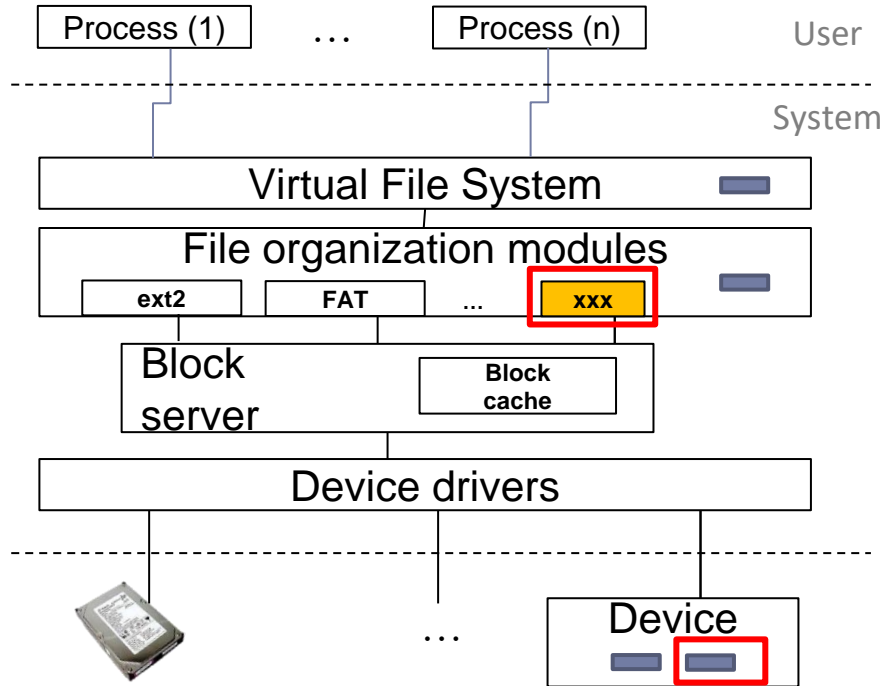 Process (1)
...
Process (n)
User
System
Virtual File System
File organization modules
ext2
FAT
...
xxx
Block
server
Block
cache
Device drivers
...
Device